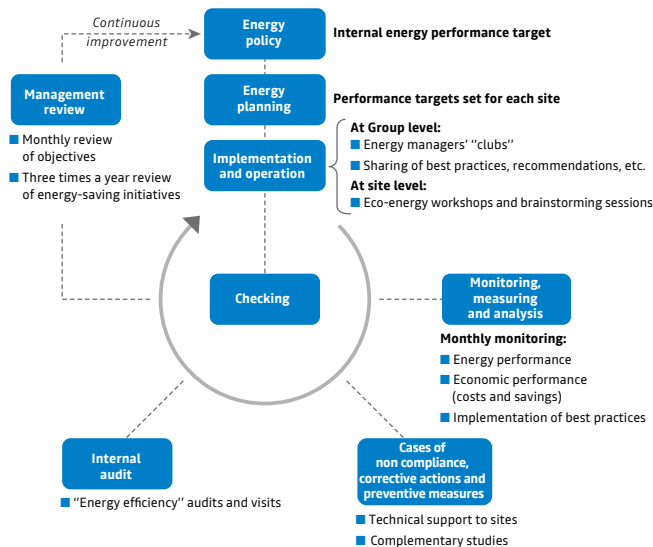 Continuous
improvement
Energy
policy
Internal energy performance target
Management
review
■ Monthly review
of objectives
■ Three times a year review
of energy-saving initiatives
Energy
planning
Performance targets set for each site
Implementation
and operation
At Group level:
■ Energy managers' "clubs"
■ Sharing of best practices, recommendations, etc.
At site level:
■ Eco-energy workshops and brainstorming sessions
Checking
Monitoring,
measuring
and analysis
Monthly monitoring:
■ Energy performance
■ Economic performance
(costs and savings)
■ Implementation of best practices
Internal
audit
■ "Energy efficiency" audits and visits
Cases of
non compliance,
corrective actions and
preventive measures
■ Technical support to sites
■ Complementary studies